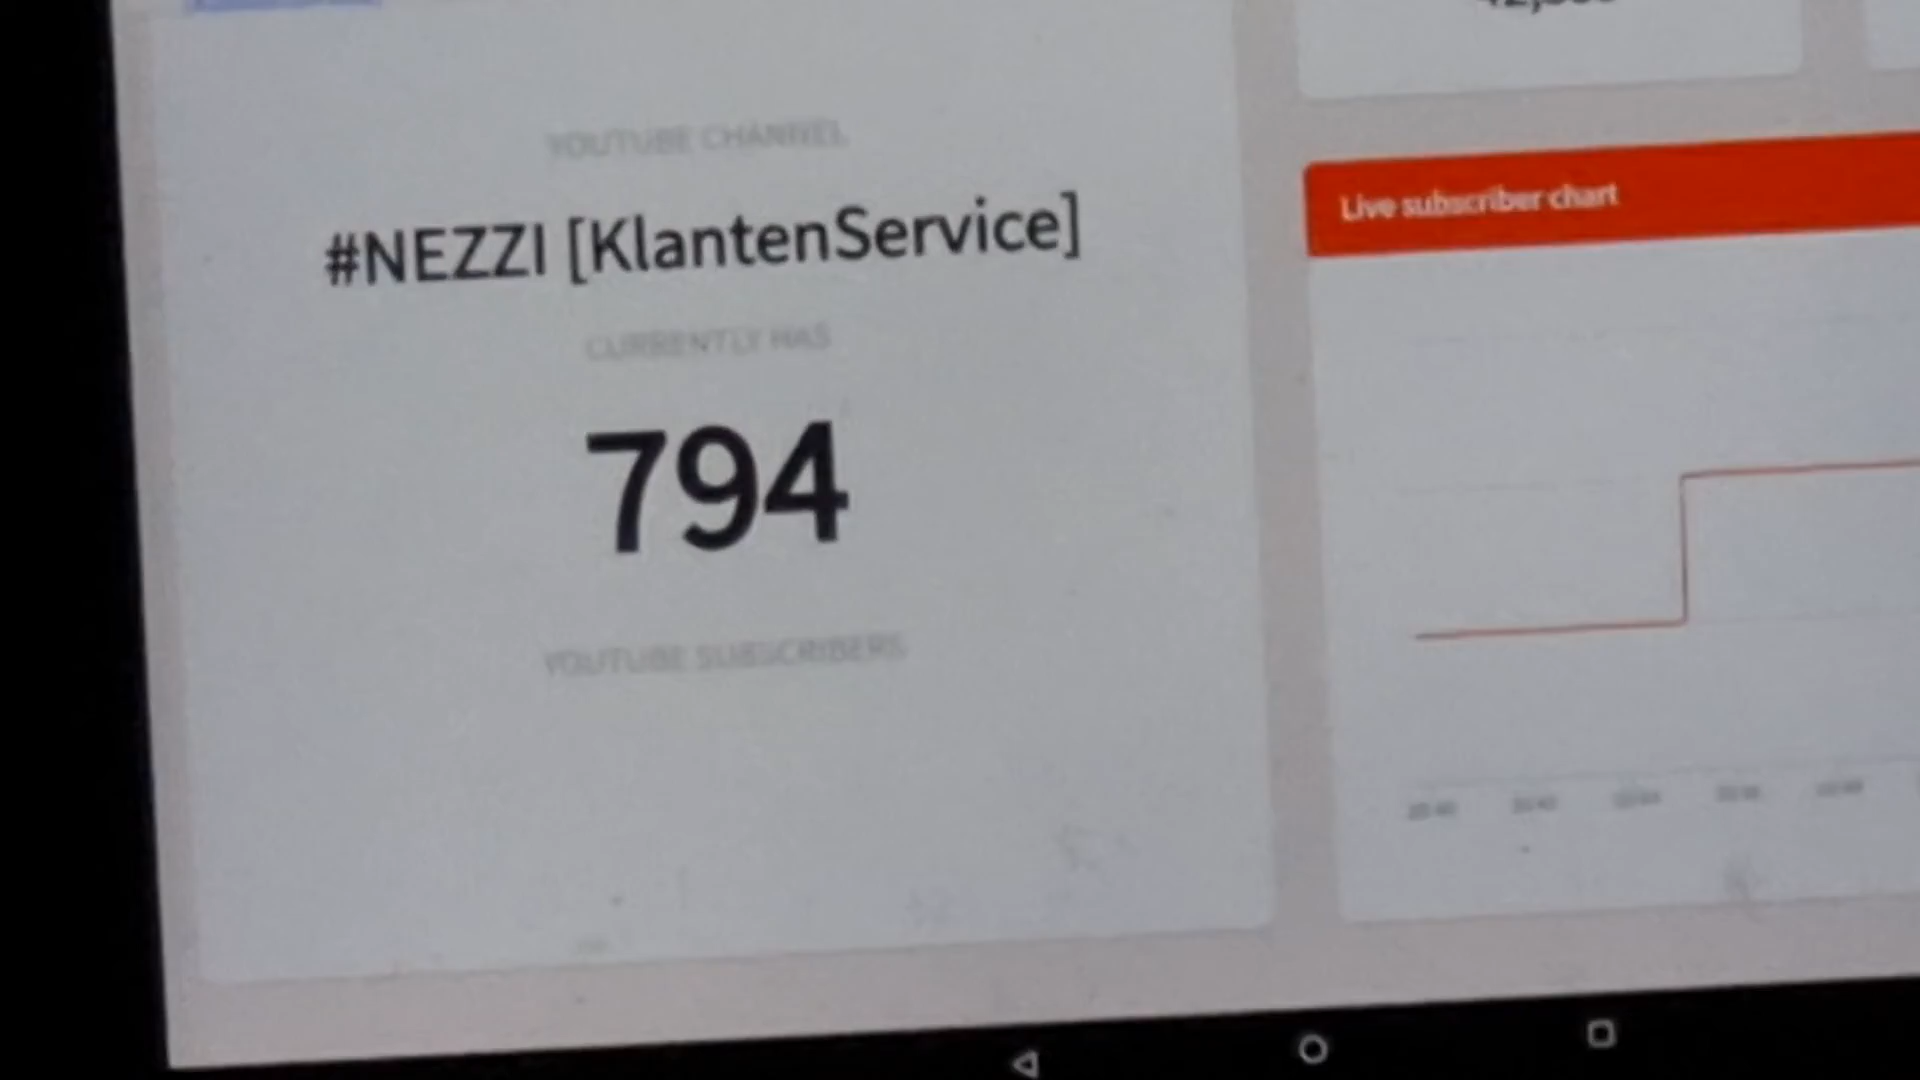 YOUTUBE CHANNEL
#NEZZI [KlantenService]
CURRENTLY HAS
794
YOUTUBE SUBSCRIBERS
Live subscriber chart